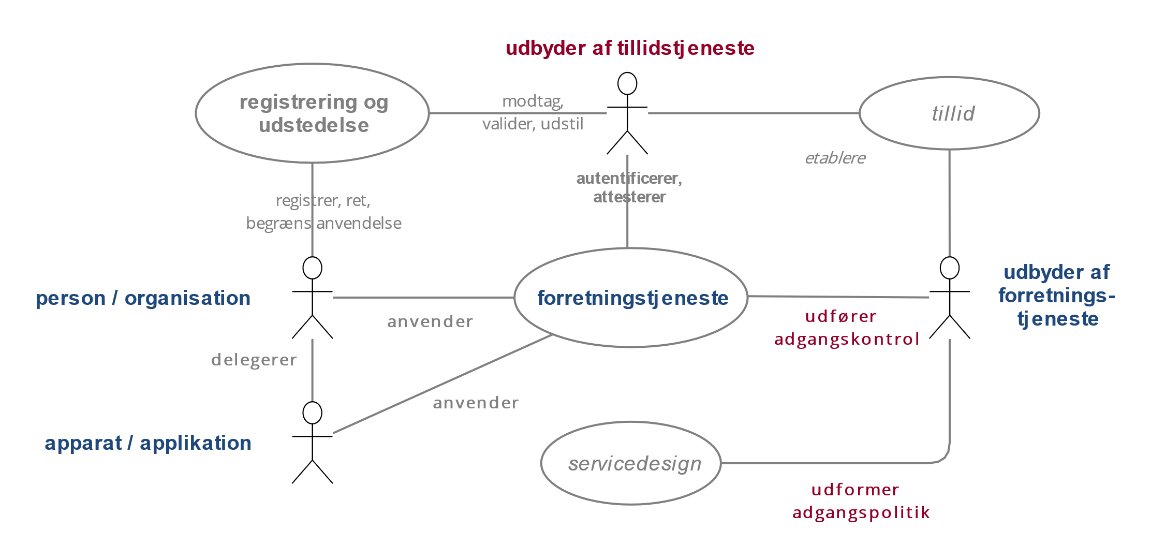 udbyder af tillidstjeneste
registrering og
udstedelse
modtag,
valider, udstil
tillid
etablere
autentificerer,
attesterer
registrer, ret,
begræns anvendelse
person / organisation
forretningstjeneste
udbyder af
forretnings-
tjeneste
anvender
udfører
adgangskontrol
delegerer
anvender
apparat / applikation
servicedesign
udformer
adgangspolitik